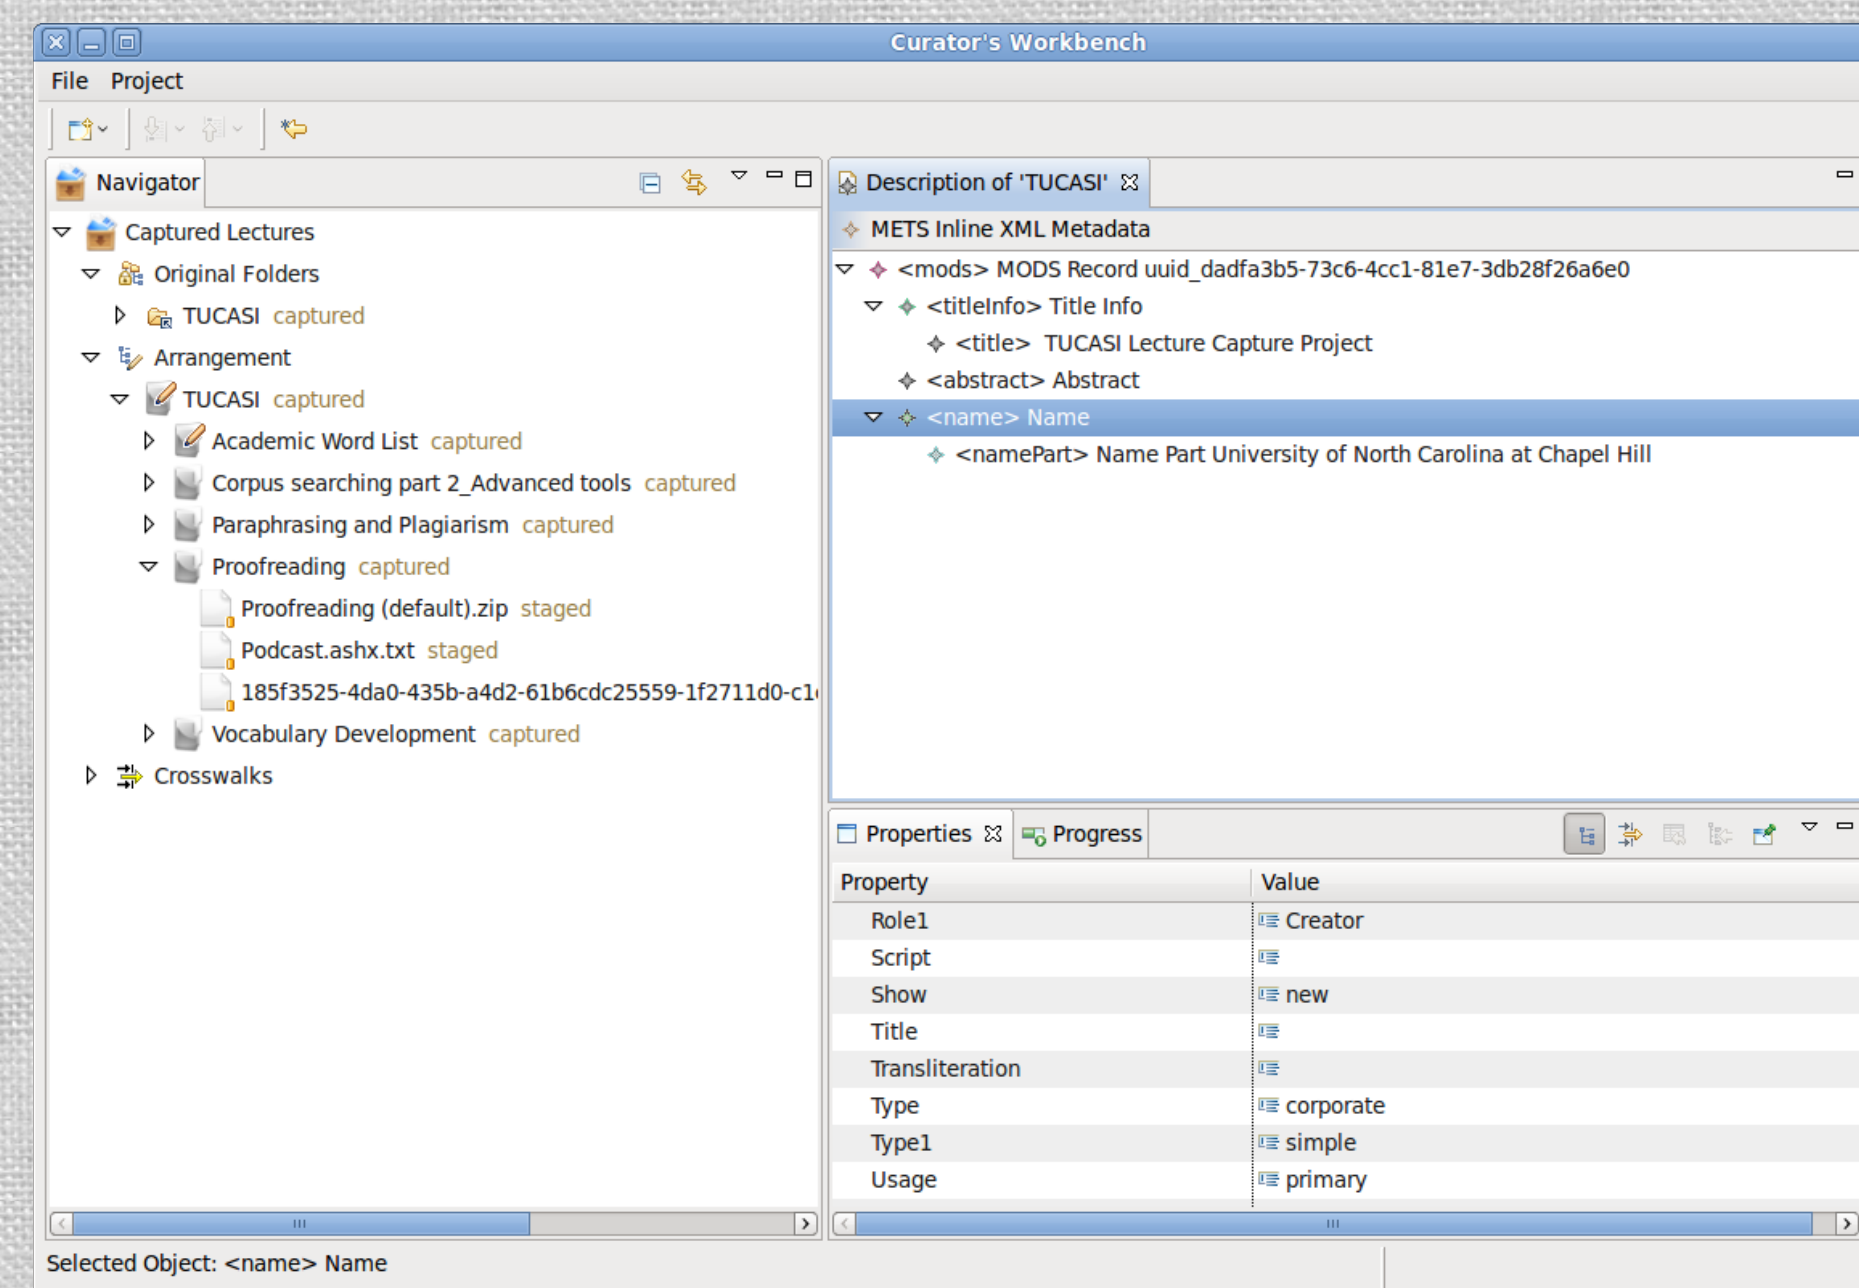 Curator's Workbench
File Project
Navigator
Captured Lectures
Original Folders
TUCASI captured
Arrangement
TUCASI captured
Academic Word List captured
Corpus searching part 2_Advanced tools captured
Paraphrasing and Plagiarism captured
Proofreading captured
Proofreading (default).zip staged
Podcast.ashx.txt staged
185f3525-4da0-435b-a4d2-61b6cdc25559-1f2711d0-c1
Vocabulary Development captured
Crosswalks
Description of 'TUCASI'
METS Inline XML Metadata
<mods> MODS Record uuid_dadfa3b5-73c6-4cc1-81e7-3db28f26a6e0
<titleInfo> Title Info
<title> TUCASI Lecture Capture Project
<abstract> Abstract
<name> Name
<namePart> Name Part University of North Carolina at Chapel Hill
Properties Progress
Property Value
Role1 Creator
Script
Show new
Title
Transliteration
Type corporate
Type1 simple
Usage primary
Selected Object: <name> Name